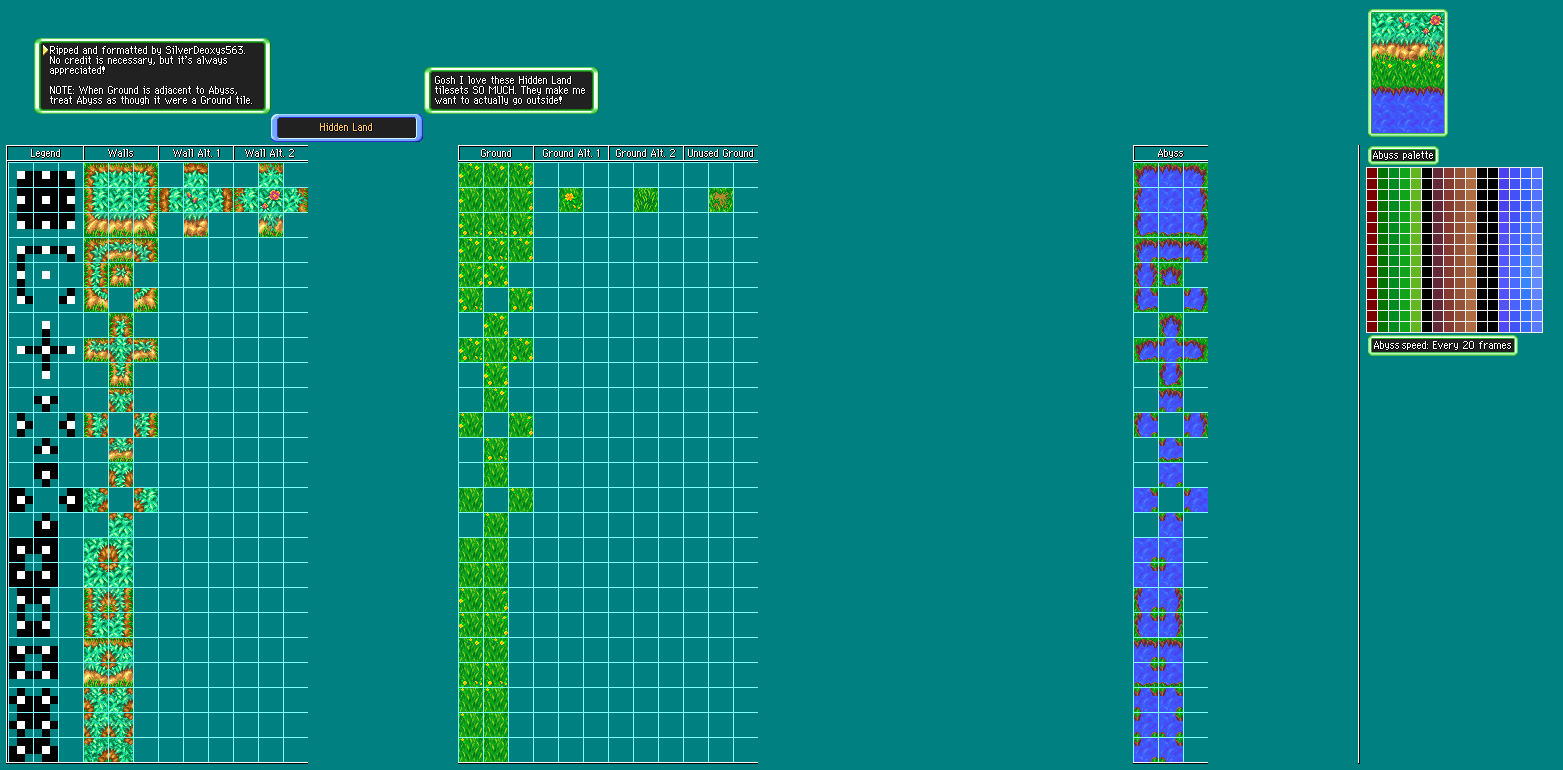 Ripped and formatted by SilverDeoxys563.
No credit is necessary, but it's always
appreciated!
NOTE: When Ground is adjacent to Abyss,
treat Abyss as though it were a Ground tile.
Gosh I love these Hidden Land
tilesets SO MUCH. They make me
want to actually go outside!
Hidden Land
Legend
Walls
Wall Alt. 1
Wall Alt. 2
Ground
Ground Alt. 1
Ground Alt. 2
Unused Ground
Abyss
Abyss palette
Abyss speed: Every 20 frames